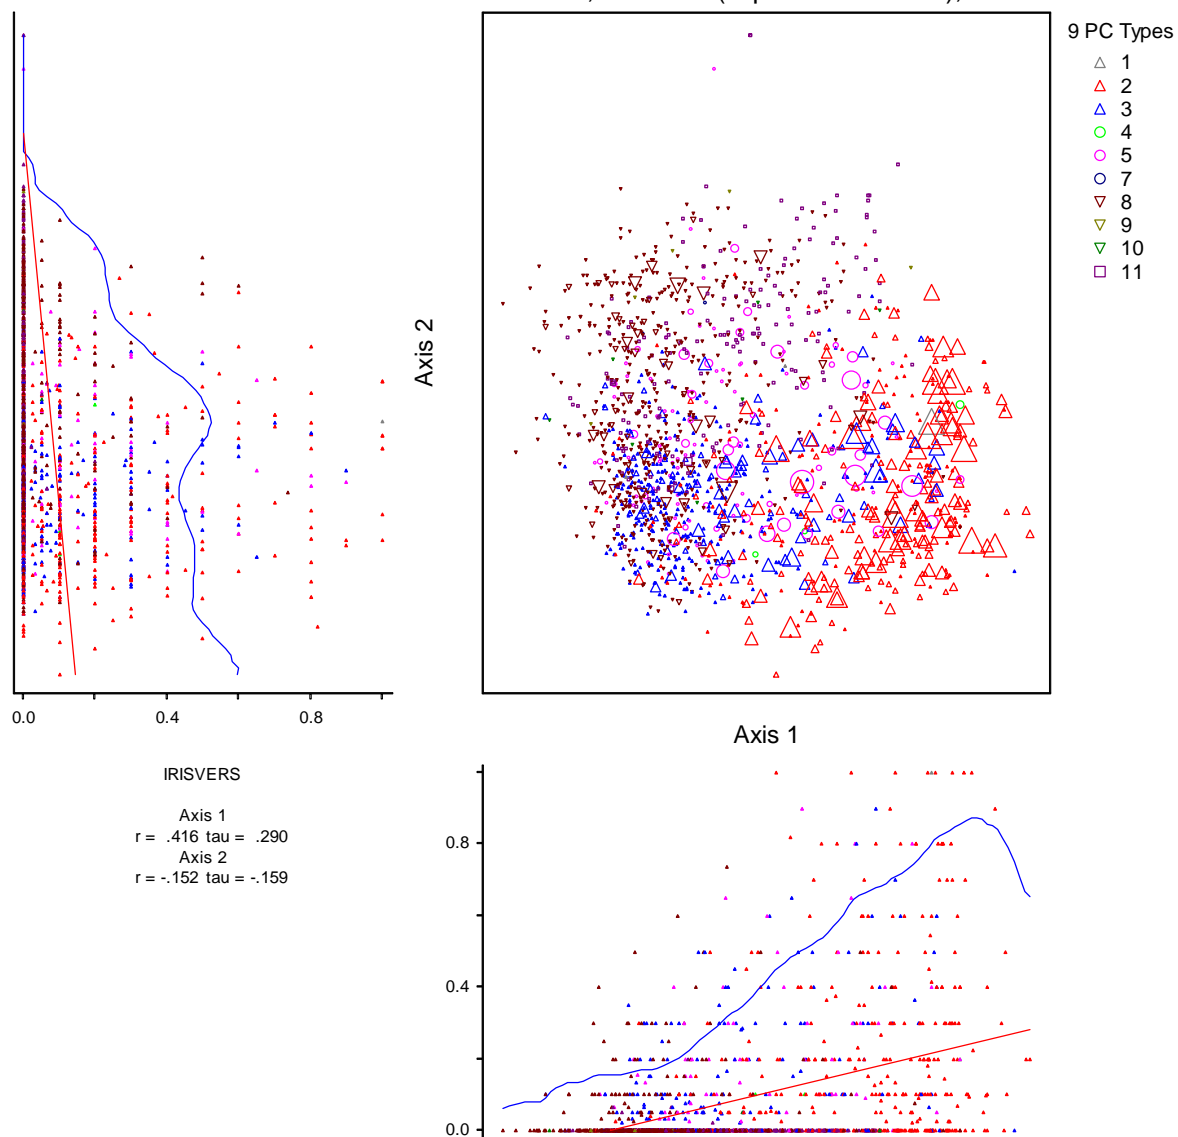 9 PC Types
1
2
3
4
5
7
8
9
10
11
Axis 2
0.0 0.4 0.8
Axis 1
IRISVERS
Axis 1
r = .416 tau = .290
Axis 2
r = -.152 tau = -.159
0.8
0.4
0.0